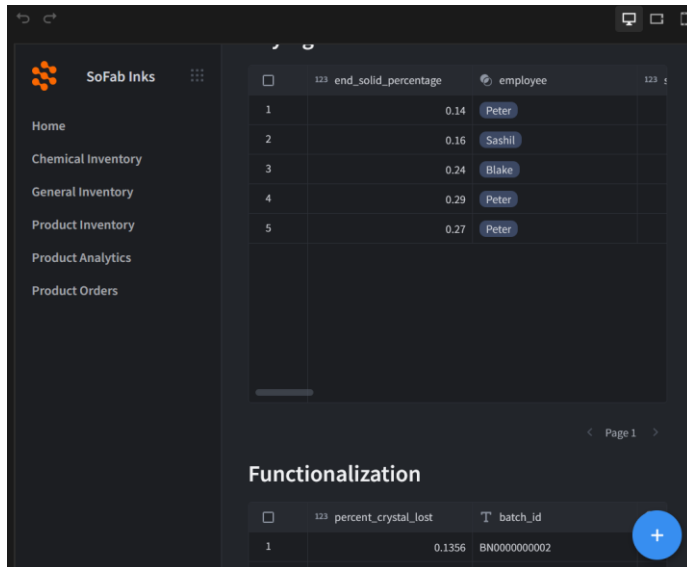 SoFab Inks
Home
Chemical Inventory
General Inventory
Product Inventory
Product Analytics
Product Orders
123 end_solid_percentage employee 123
1 0.14 Peter
2 0.16 Sashil
3 0.24 Blake
4 0.29 Peter
5 0.27 Peter
< Page 1 >
Functionalization
123 percent_crystal_lost T batch_id
1 0.1356 BN0000000002
+